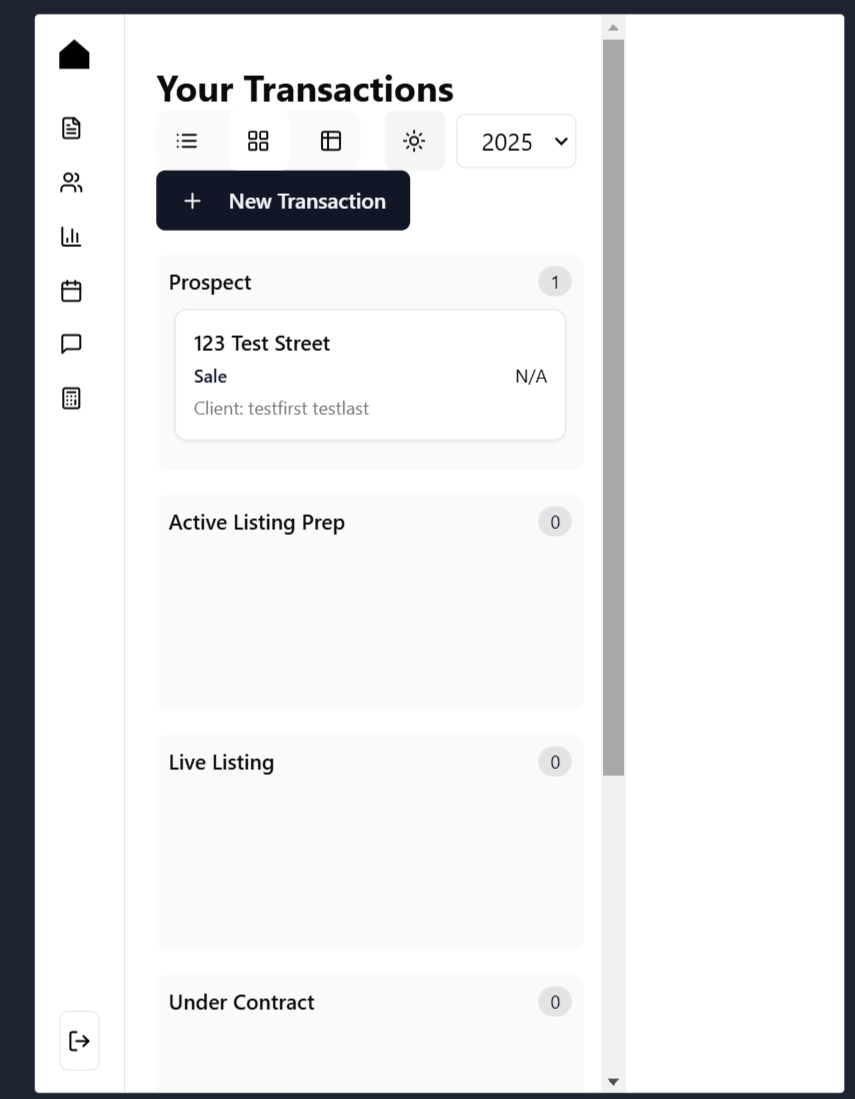 Your Transactions
2025
New Transaction
Prospect 1
123 Test Street
Sale N/A
Client: testfirst testlast
Active Listing Prep 0
Live Listing 0
Under Contract 0